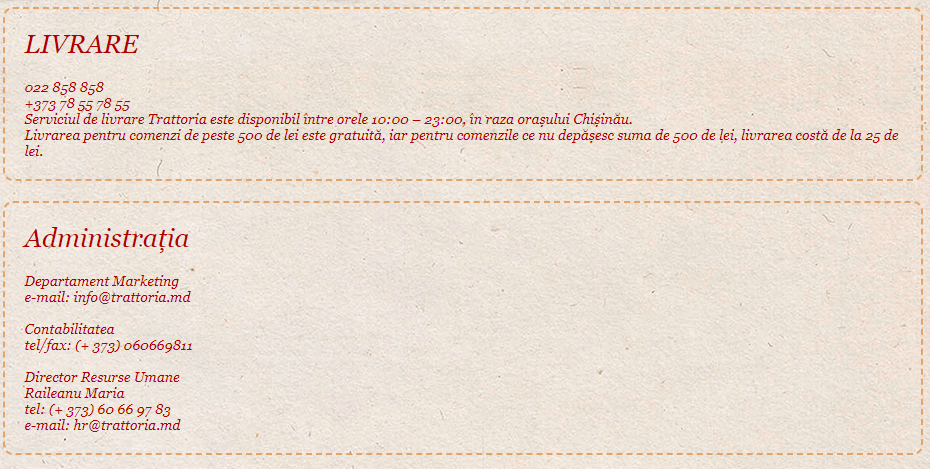 LIVRARE
022 858 858
+373 78 55 78 55
Serviciul de livrare Trattoria este disponibil între orele 10:00 – 23:00, în raza orașului Chișinău.
Livrarea pentru comenzi de peste 500 de lei este gratuită, iar pentru comenzile ce nu depășesc suma de 500 de lei, livrarea costă de la 25 de
lei.
Administrația
Departament Marketing
e-mail: info@trattoria.md
Contabilitatea
tel/fax: (+ 373) 060669811
Director Resurse Umane
Raileanu Maria
tel: (+ 373) 60 66 97 83
e-mail: hr@trattoria.md